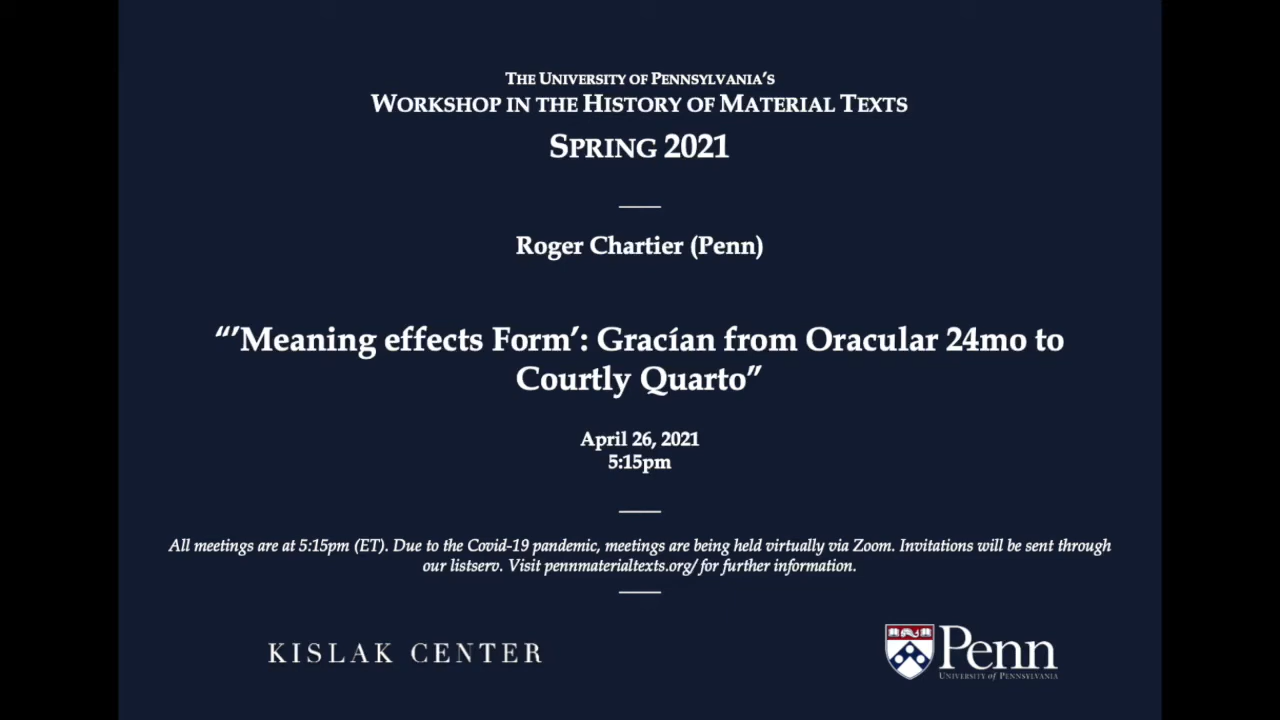 THE UNIVERSITY OF PENNSYLVANIA'S
WORKSHOP IN THE HISTORY OF MATERIAL TEXTS
SPRING 2021
Roger Chartier (Penn)
“’Meaning effects Form’: Gracían from Oracular 24mo to
Courtly Quarto”
April 26, 2021
5:15pm
All meetings are at 5:15pm (ET). Due to the Covid-19 pandemic, meetings are being held virtually via Zoom. Invitations will be sent through
our listserv. Visit pennmaterialtexts.org/ for further information.
KISLAK CENTER
Penn
UNIVERSITY of PENNSYLVANIA